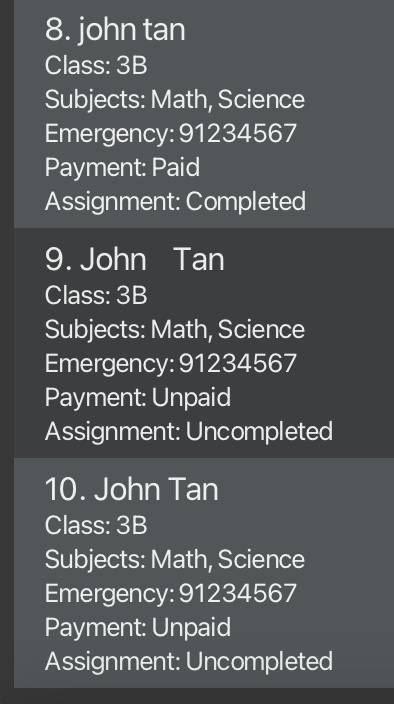 8. john tan
Class: 3B
Subjects: Math, Science
Emergency: 91234567
Payment: Paid
Assignment: Completed
9. John   Tan
Class: 3B
Subjects: Math, Science
Emergency: 91234567
Payment: Unpaid
Assignment: Uncompleted
10. John Tan
Class: 3B
Subjects: Math, Science
Emergency: 91234567
Payment: Unpaid
Assignment: Uncompleted